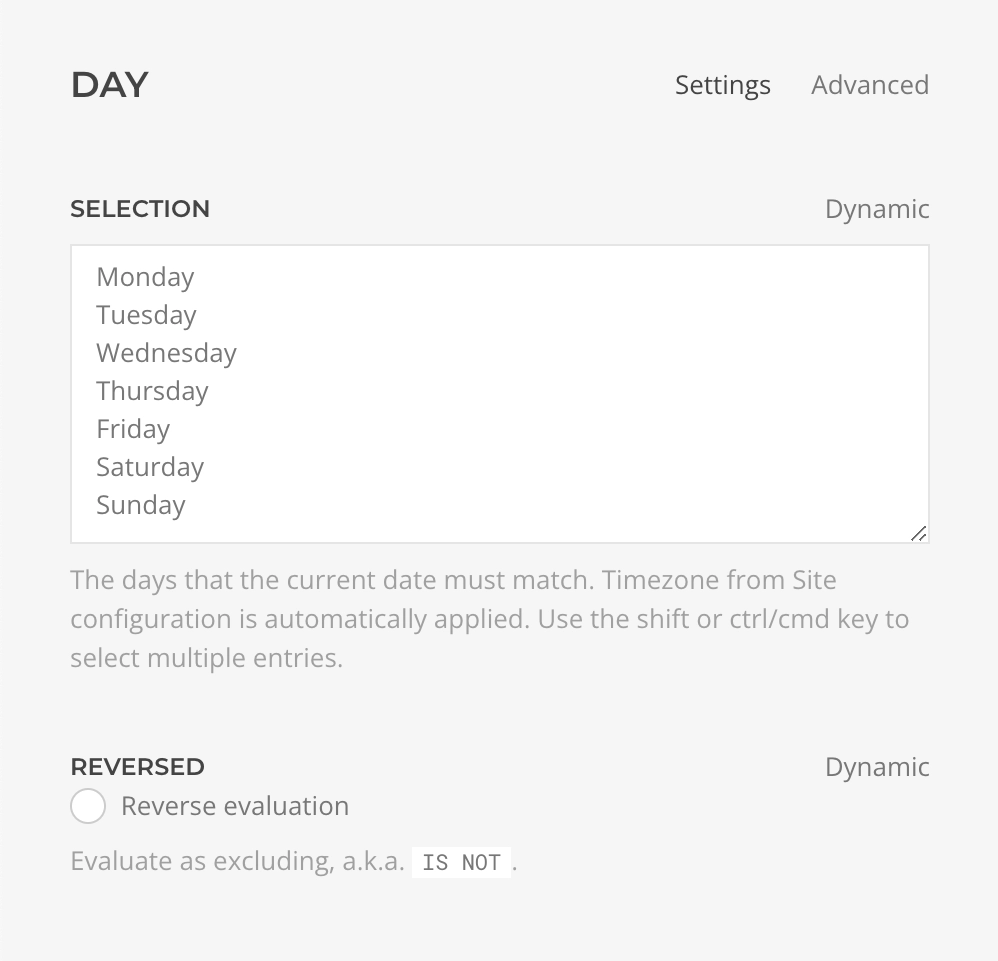 DAY
Settings Advanced
SELECTION
Dynamic
Monday
Tuesday
Wednesday
Thursday
Friday
Saturday
Sunday
The days that the current date must match. Timezone from Site
configuration is automatically applied. Use the shift or ctrl/cmd key to
select multiple entries.
REVERSED
Dynamic
Reverse evaluation
Evaluate as excluding, a.k.a. IS NOT.